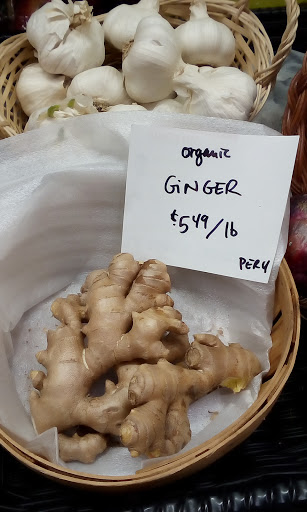 organic
GiNGER
$5.49/lb
PERU